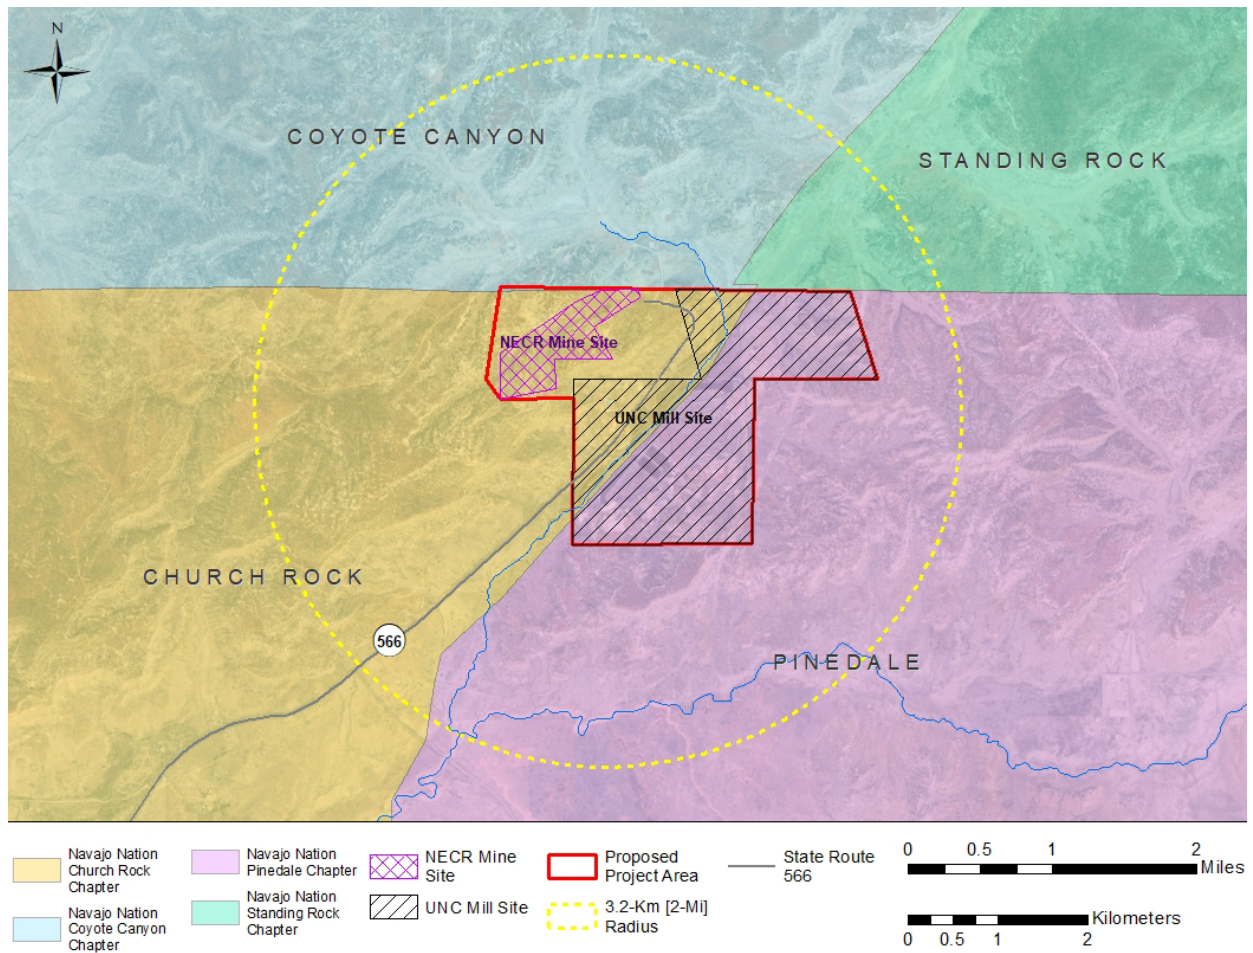 N
COYOTE CANYON
STANDING ROCK
NECR Mine Site
UNC Mill Site
CHURCH ROCK
566
PINEDALE
Navajo Nation
Church Rock
Chapter
Navajo Nation
Coyote Canyon
Chapter
Navajo Nation
Pinedale Chapter
Navajo Nation
Standing Rock
Chapter
NECR Mine
Site
UNC Mill Site
Proposed
Project Area
3.2-Km [2-Mi]
Radius
State Route
566
0 0.5 1 2
Miles
Kilometers
0 0.5 1 2